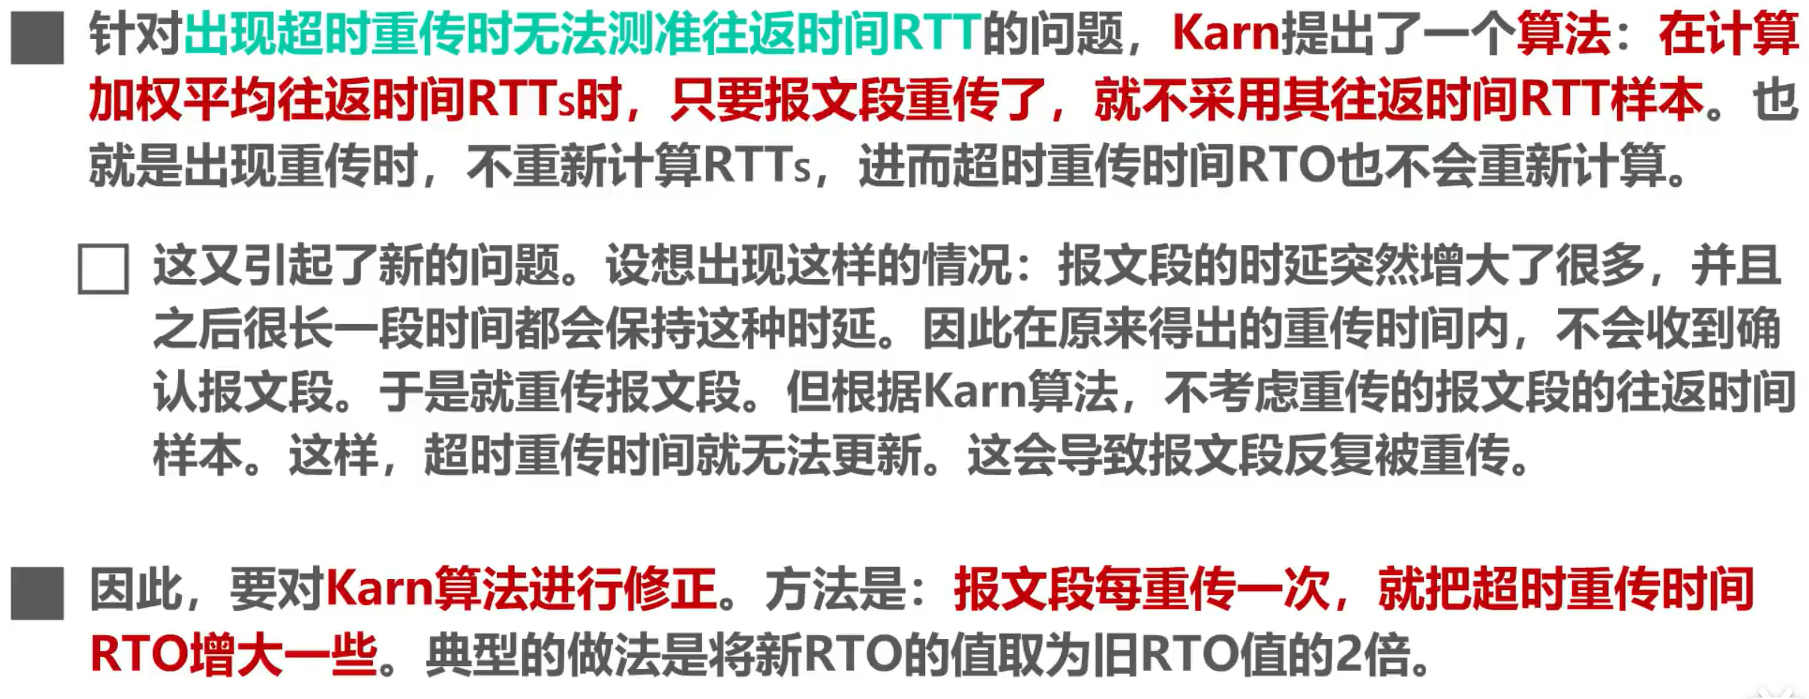 针对出现超时重传时无法测准往返时间RTT的问题，Karn提出了一个算法：在计算
加权平均往返时间RTTs时，只要报文段重传了，就不采用其往返时间RTT样本。也
就是出现重传时，不重新计算RTTs，进而超时重传时间RTO也不会重新计算。
这又引起了新的问题。设想出现这样的情况：报文段的时延突然增大了很多，并且
之后很长一段时间都会保持这种时延。因此在原来得出的重传时间内，不会收到确
认报文段。于是就重传报文段。但根据Karn算法，不考虑重传的报文段的往返时间
样本。这样，超时重传时间就无法更新。这会导致报文段反复被重传。
因此，要对Karn算法进行修正。方法是：报文段每重传一次，就把超时重传时间
RTO增大一些。典型的做法是将新RTO的值取为旧RTO值的2倍。